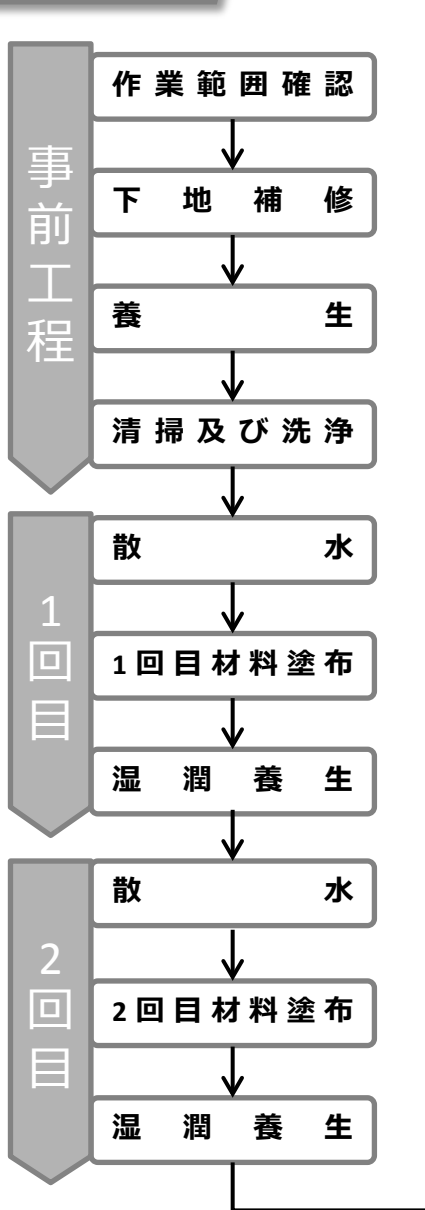 事前工程
作業範囲確認
下地補修
養生
清掃及び洗浄
1回目
散水
1回目材料塗布
湿潤養生
2回目
散水
2回目材料塗布
湿潤養生